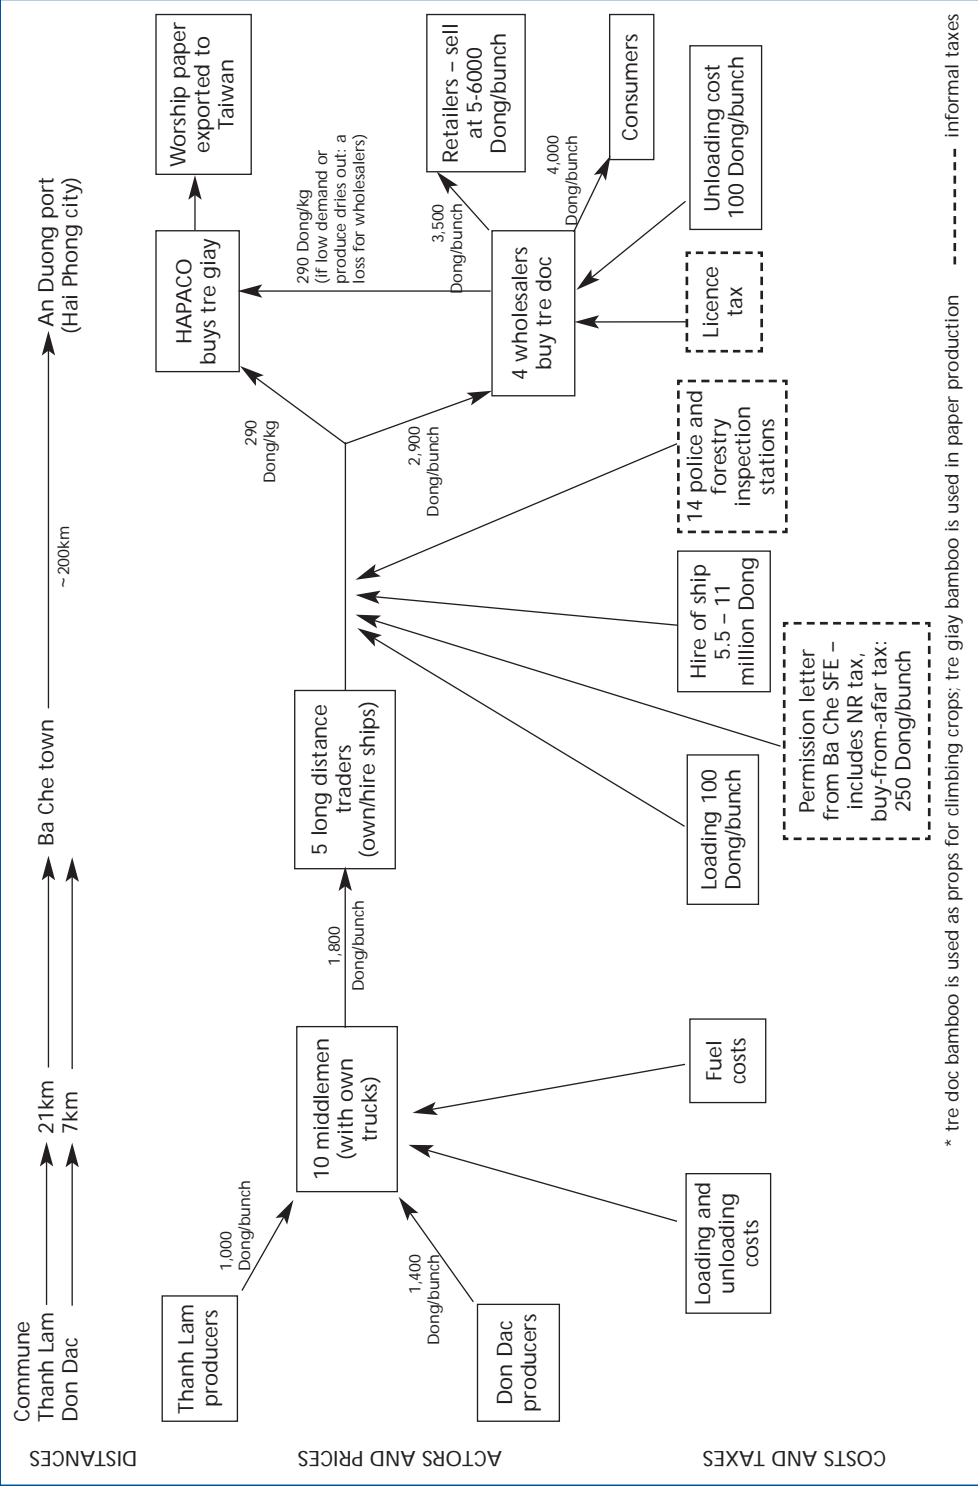 DISTANCES
Commune
Thanh Lam
Don Dac
21km
7km
Ba Che town
~200km
An Duong port
(Hai Phong city)
ACTORS AND PRICES
Thanh Lam
producers
1,000
Dong/bunch
Don Dac
producers
1,400
Dong/bunch
10 middlemen
(with own
trucks)
1,800
Dong/bunch
5 long distance
traders
(own/hire ships)
290
Dong/kg
2,900
Dong/bunch
HAPACO
buys tre giay
Worship paper
exported to
Taiwan
290 Dong/kg
(if low demand or
produce dries out: a
loss for wholesalers)
4 wholesalers
buy tre doc
3,500
Dong/bunch
Retailers – sell
at 5-6000
Dong/bunch
4,000
Dong/bunch
Consumers
COSTS AND TAXES
Loading and
unloading
costs
Fuel
costs
Loading 100
Dong/bunch
Permission letter
from Ba Che SFE –
includes NR tax,
buy-from-afar tax:
250 Dong/bunch
Hire of ship
5.5 – 11
million Dong
14 police and
forestry
inspection
stations
Licence
tax
Unloading cost
100 Dong/bunch
* tre doc bamboo is used as props for climbing crops; tre giay bamboo is used in paper production
informal taxes